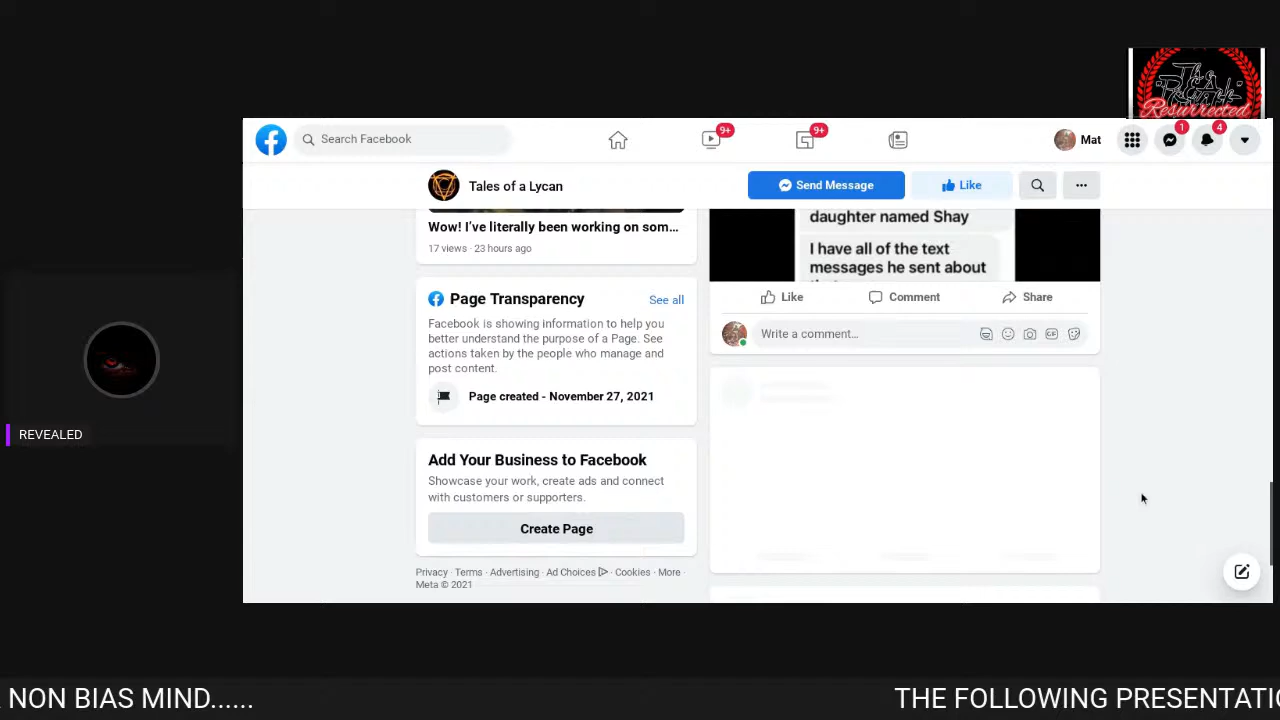 Resurrected
Search Facebook
9+
9+
Mat
1
4
Tales of a Lycan
Send Message
Like
daughter named Shay
I have all of the text
messages he sent about
Wow! I've literally been working on som...
17 views · 23 hours ago
Like
Comment
Share
Write a comment...
GIF
Page Transparency
See all
Facebook is showing information to help you
better understand the purpose of a Page. See
actions taken by the people who manage and
post content.
Page created - November 27, 2021
Add Your Business to Facebook
Showcase your work, create ads and connect
with customers or supporters.
Create Page
Privacy · Terms · Advertising · Ad Choices · Cookies · More ·
Meta © 2021
REVEALED
NON BIAS MIND......
THE FOLLOWING PRESENTATIO